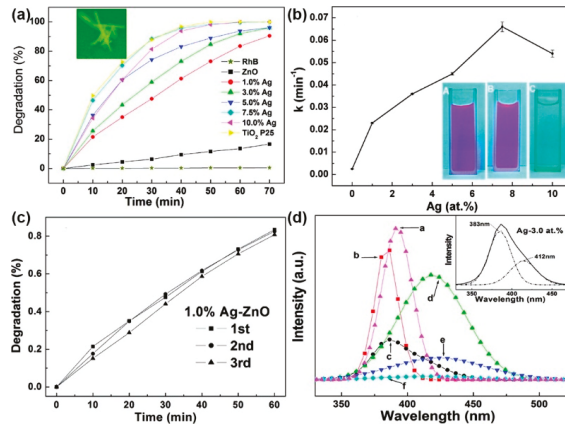 (a)
Degradation (%)
100
80
60
40
20
0
RhB
ZnO
1.0% Ag
3.0% Ag
5.0% Ag
7.5% Ag
10.0% Ag
TiO2 P25
0 10 20 30 40 50 60 70
Time (min)
(b)
k (min-1)
0.07
0.06
0.05
0.04
0.03
0.02
0.01
0.00
A
0 2 4 6 8 10
Ag (at.%)
(c)
Degradation (%)
0.8
0.6
0.4
0.2
0.0
1.0% Ag-ZnO
1st
2nd
3rd
0 10 20 30 40 50 60
Time (min)
(d)
Intensity (a.u.)
a
b
c
d
e
f
Ag-3.0 at.%
383nm
412nm
Intensity
350 400 450
Wavelength (nm)
350 400 450 500
Wavelength (nm)